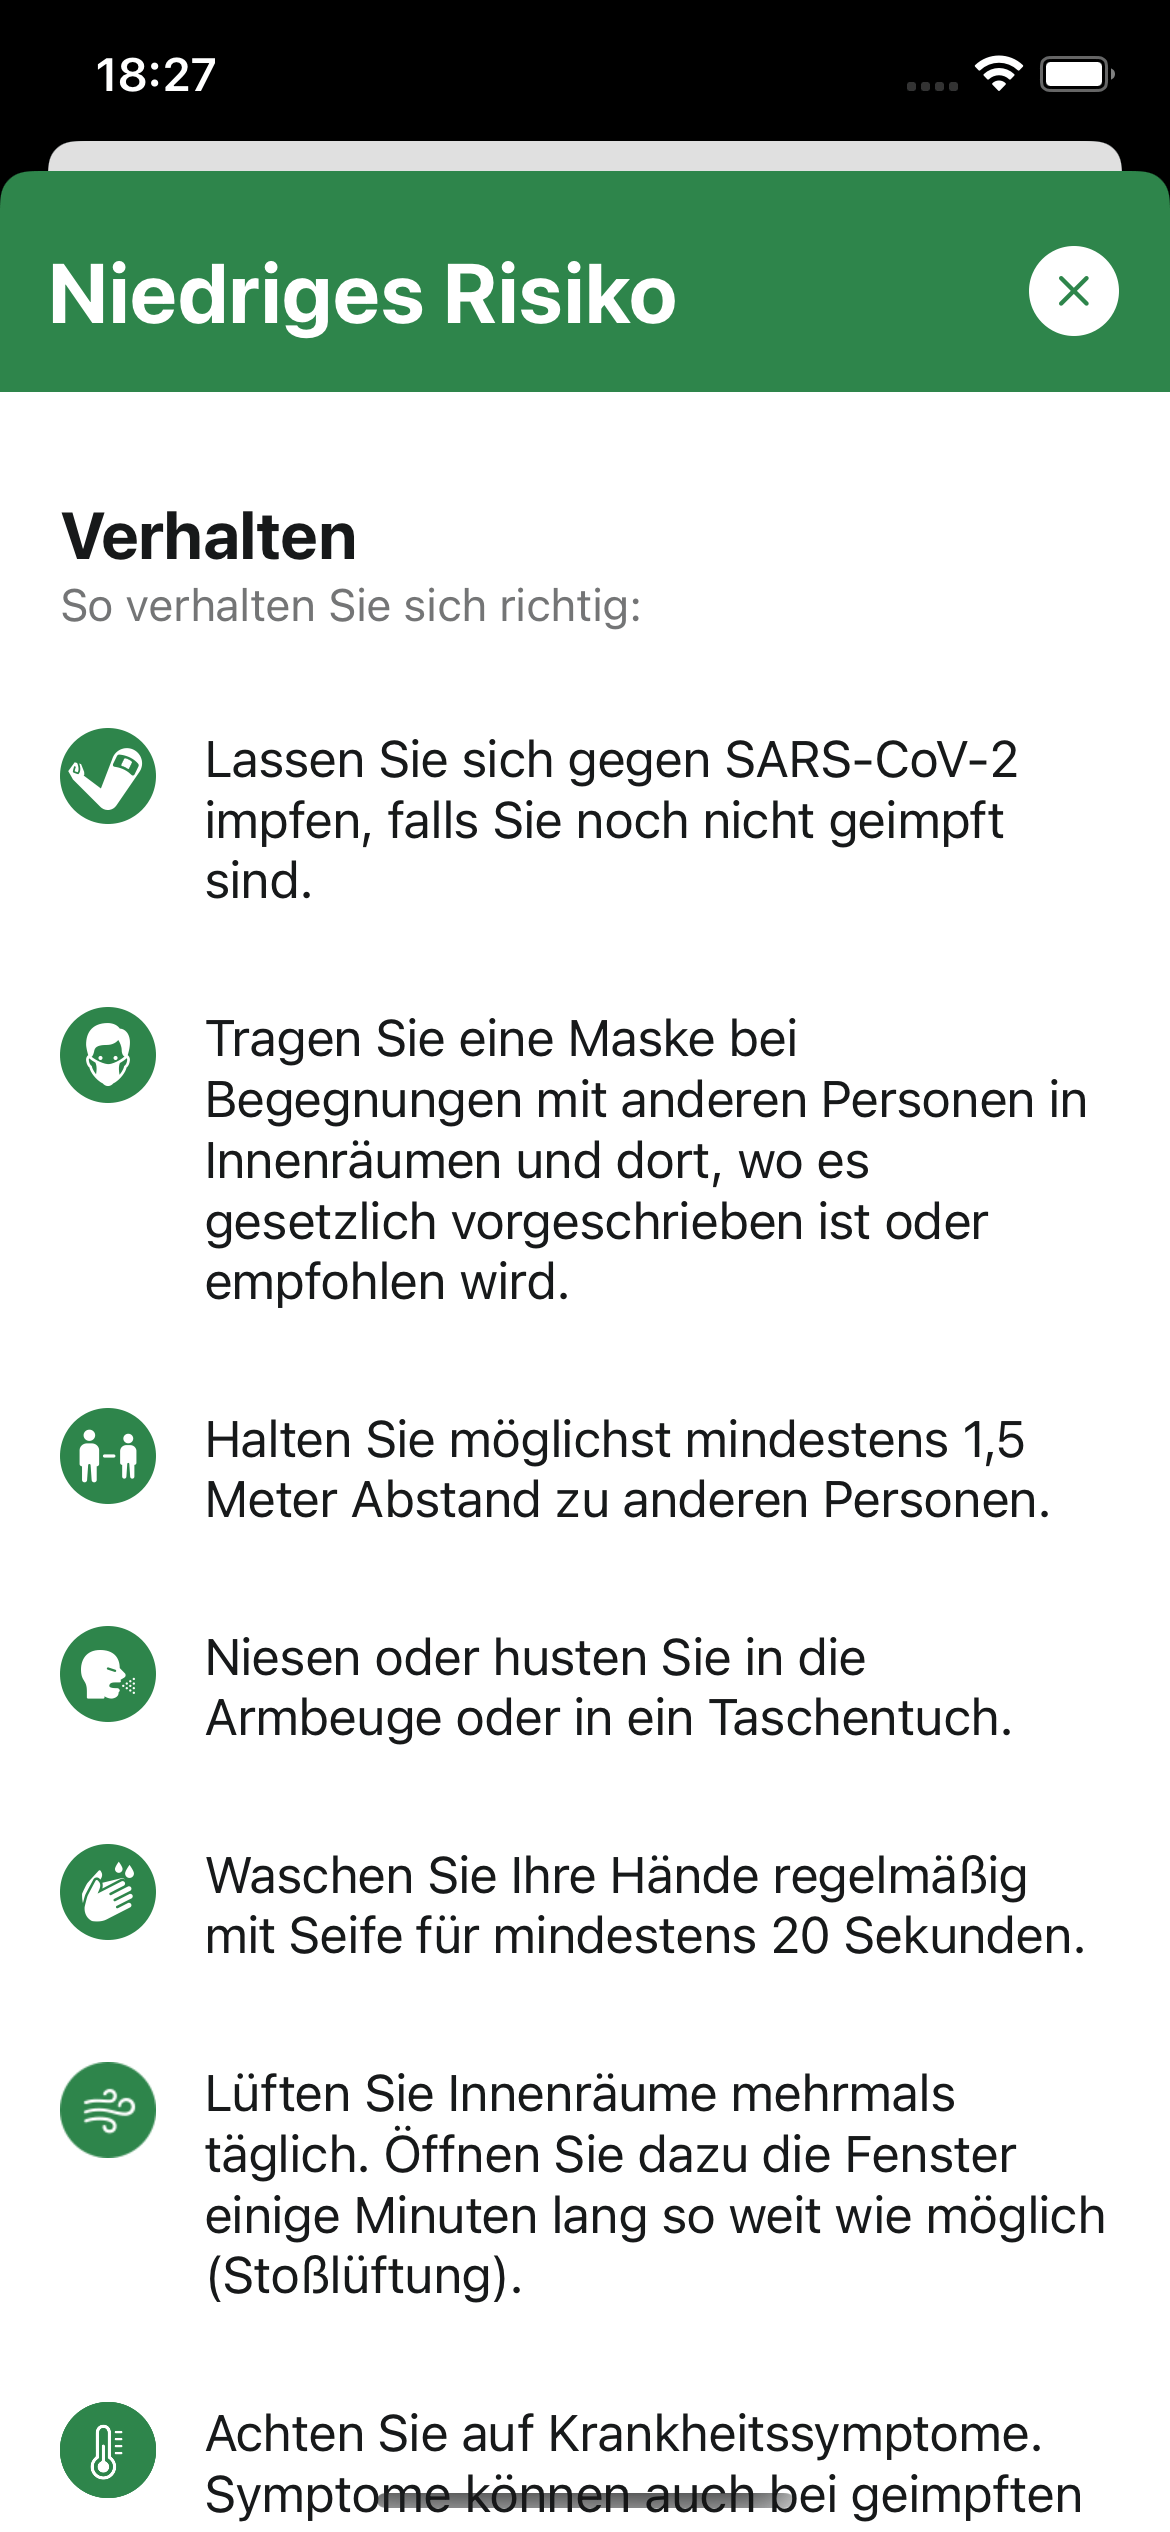 18:27
Niedriges Risiko
Verhalten
So verhalten Sie sich richtig:
Lassen Sie sich gegen SARS-CoV-2
impfen, falls Sie noch nicht geimpft
sind.
Tragen Sie eine Maske bei
Begegnungen mit anderen Personen in
Innenräumen und dort, wo es
gesetzlich vorgeschrieben ist oder
empfohlen wird.
Halten Sie möglichst mindestens 1,5
Meter Abstand zu anderen Personen.
Niesen oder husten Sie in die
Armbeuge oder in ein Taschentuch.
Waschen Sie Ihre Hände regelmäßig
mit Seife für mindestens 20 Sekunden.
Lüften Sie Innenräume mehrmals
täglich. Öffnen Sie dazu die Fenster
einige Minuten lang so weit wie möglich
(Stoßlüftung).
Achten Sie auf Krankheitssymptome.
Symptome können auch bei geimpften